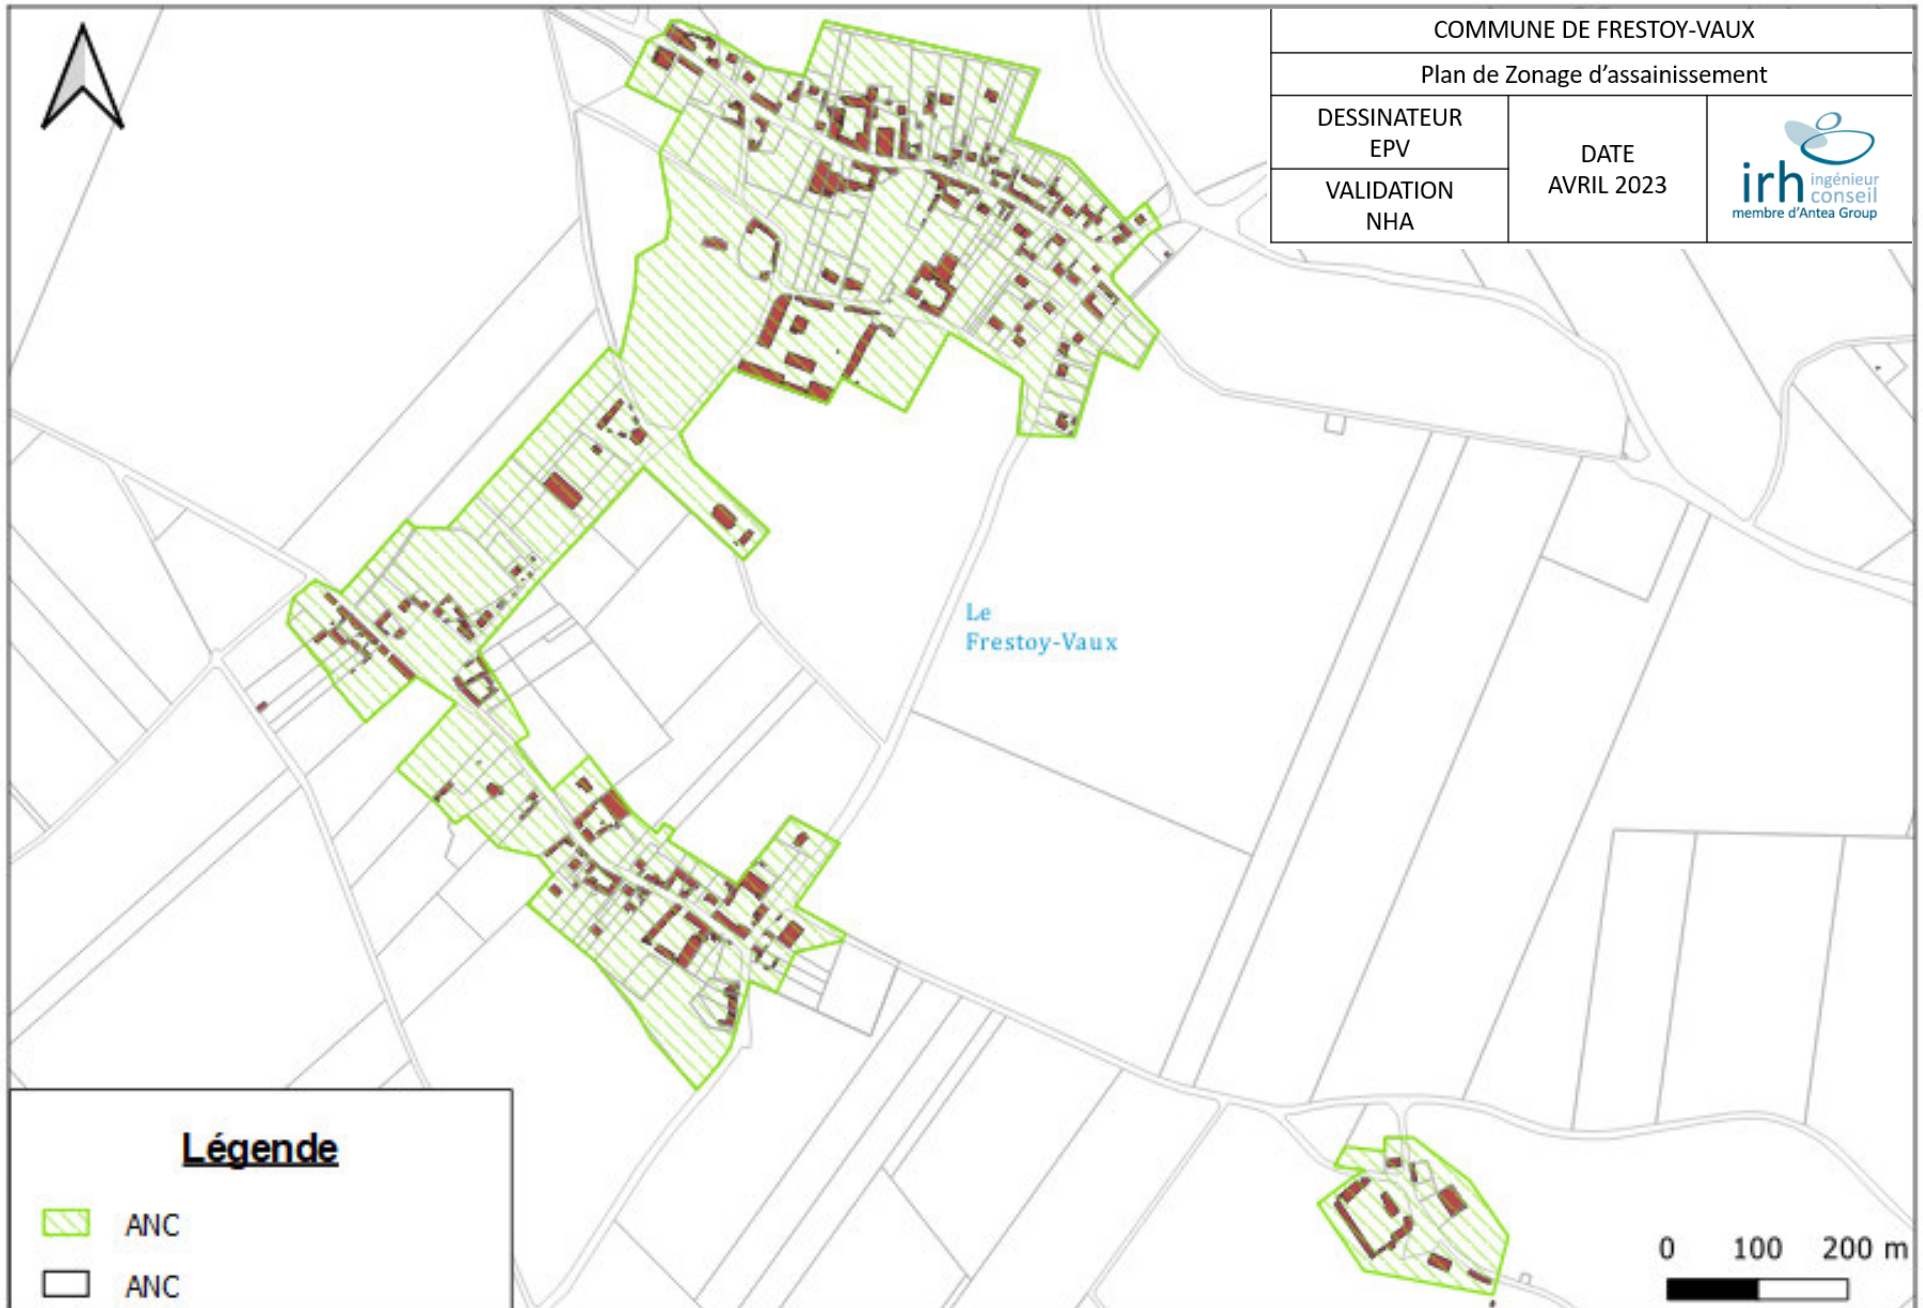 COMMUNE DE FRESTOY-VAUX
Plan de Zonage d’assainissement
DESSINATEUR
EPV
VALIDATION
NHA
DATE
AVRIL 2023
irh ingénieur
conseil
membre d'Antea Group
Le
Frestoy-Vaux
Légende
ANC
ANC
0 100 200 m